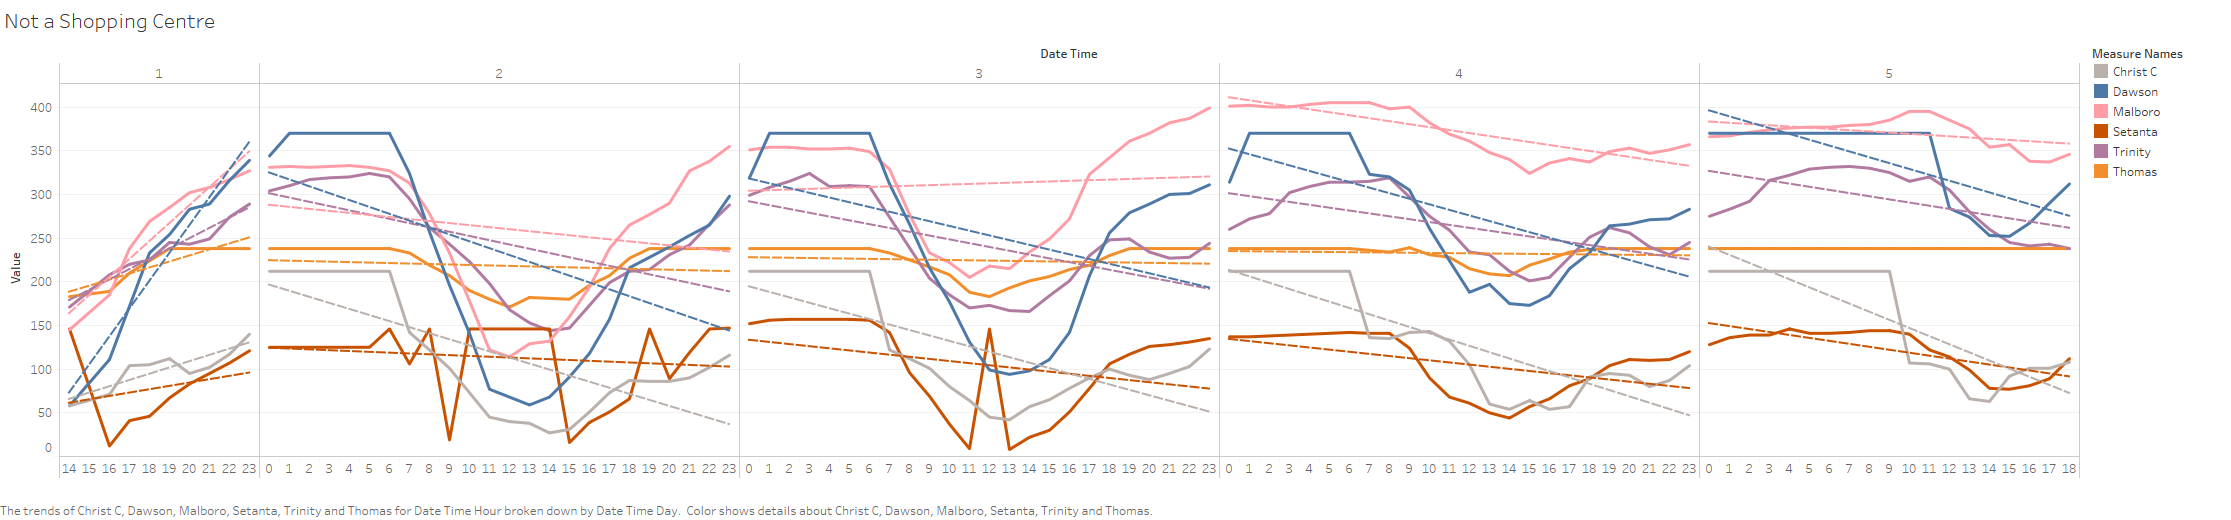 Not a Shopping Centre
Date Time
Measure Names
1 2 3 4 5
Christ C
Dawson
Malboro
Setanta
Trinity
Thomas
Value
400
350
300
250
200
150
100
50
0
14 15 16 17 18 19 20 21 22 23 0 1 2 3 4 5 6 7 8 9 10 11 12 13 14 15 16 17 18 19 20 21 22 23 0 1 2 3 4 5 6 7 8 9 10 11 12 13 14 15 16 17 18 19 20 21 22 23 0 1 2 3 4 5 6 7 8 9 10 11 12 13 14 15 16 17 18 19 20 21 22 23 0 1 2 3 4 5 6 7 8 9 10 11 12 13 14 15 16 17 18
The trends of Christ C, Dawson, Malboro, Setanta, Trinity and Thomas for Date Time Hour broken down by Date Time Day.  Color shows details about Christ C, Dawson, Malboro, Setanta, Trinity and Thomas.